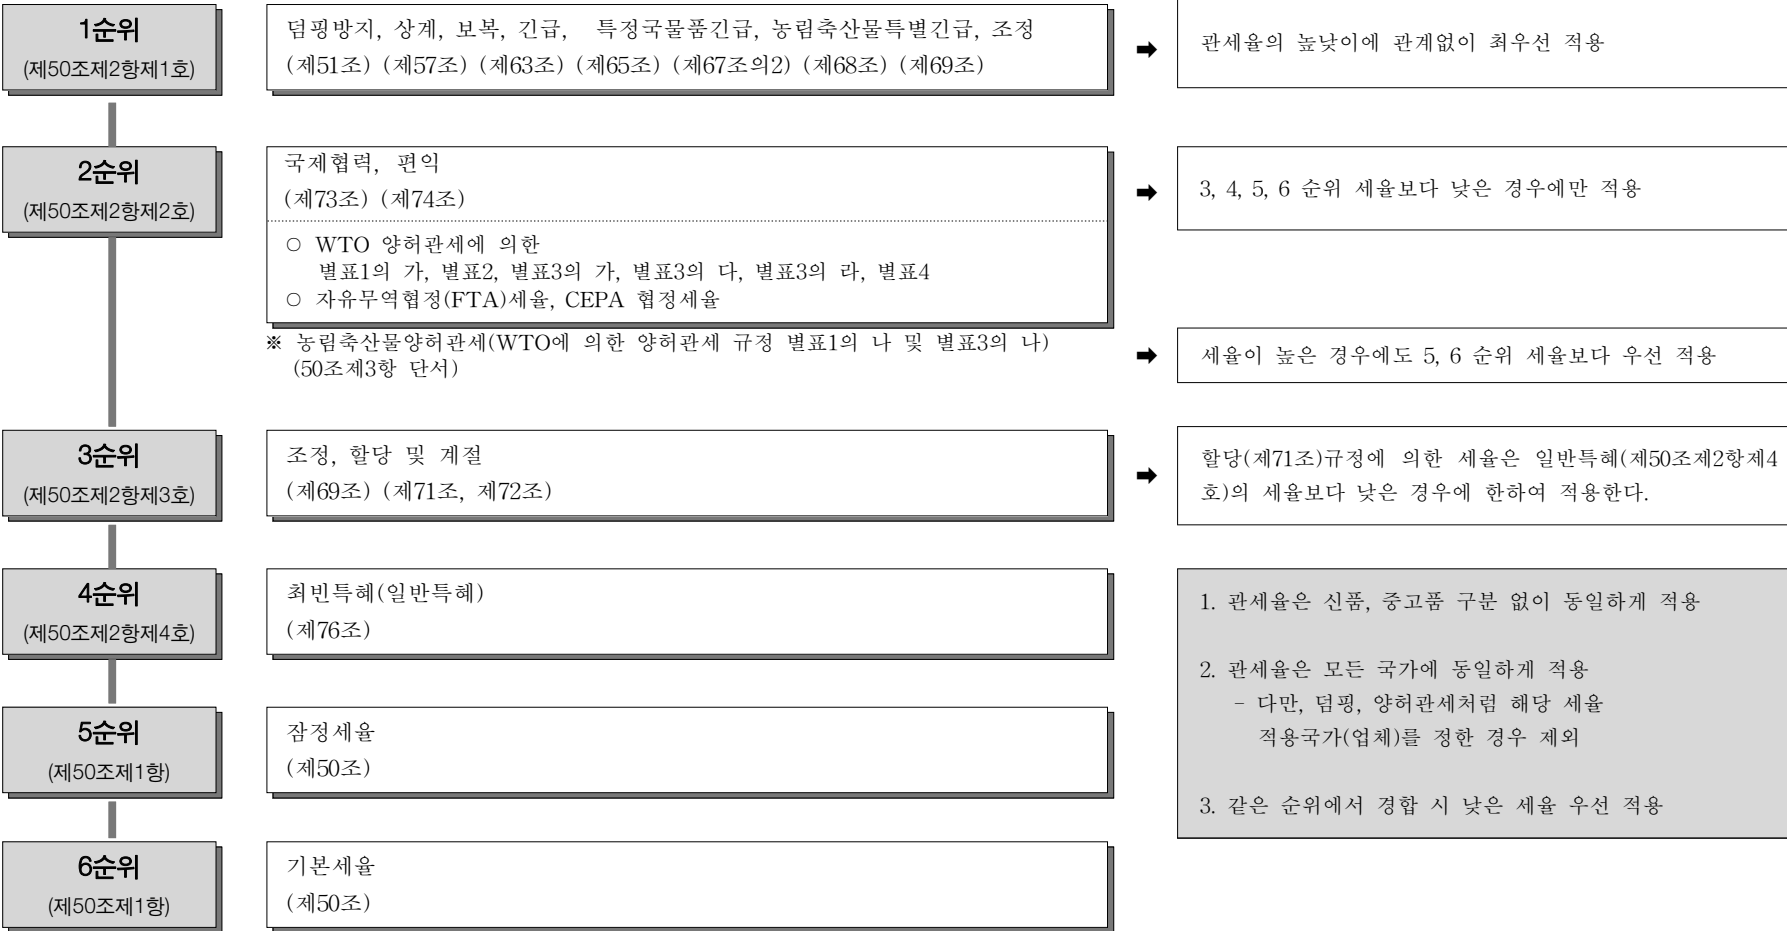 1순위
(제50조제2항제1호)
덤핑방지, 상계, 보복, 긴급, 특정국물품긴급, 농림축산물특별긴급, 조정
(제51조) (제57조) (제63조) (제65조) (제67조의2) (제68조) (제69조)
➡
관세율의 높낮이에 관계없이 최우선 적용
2순위
(제50조제2항제2호)
국제협력, 편익
(제73조) (제74조)
➡
3, 4, 5, 6 순위 세율보다 낮은 경우에만 적용
○ WTO 양허관세에 의한
별표1의 가, 별표2, 별표3의 가, 별표3의 다, 별표3의 라, 별표4
○ 자유무역협정(FTA)세율, CEPA 협정세율
※ 농림축산물양허관세(WTO에 의한 양허관세 규정 별표1의 나 및 별표3의 나)
(50조제3항 단서)
➡
세율이 높은 경우에도 5, 6 순위 세율보다 우선 적용
3순위
(제50조제2항제3호)
조정, 할당 및 계절
(제69조) (제71조, 제72조)
➡
할당(제71조)규정에 의한 세율은 일반특혜(제50조제2항제4
호)의 세율보다 낮은 경우에 한하여 적용한다.
4순위
(제50조제2항제4호)
최빈특혜(일반특혜)
(제76조)
5순위
(제50조제1항)
잠정세율
(제50조)
6순위
(제50조제1항)
기본세율
(제50조)
1. 관세율은 신품, 중고품 구분 없이 동일하게 적용
2. 관세율은 모든 국가에 동일하게 적용
- 다만, 덤핑, 양허관세처럼 해당 세율
적용국가(업체)를 정한 경우 제외
3. 같은 순위에서 경합 시 낮은 세율 우선 적용